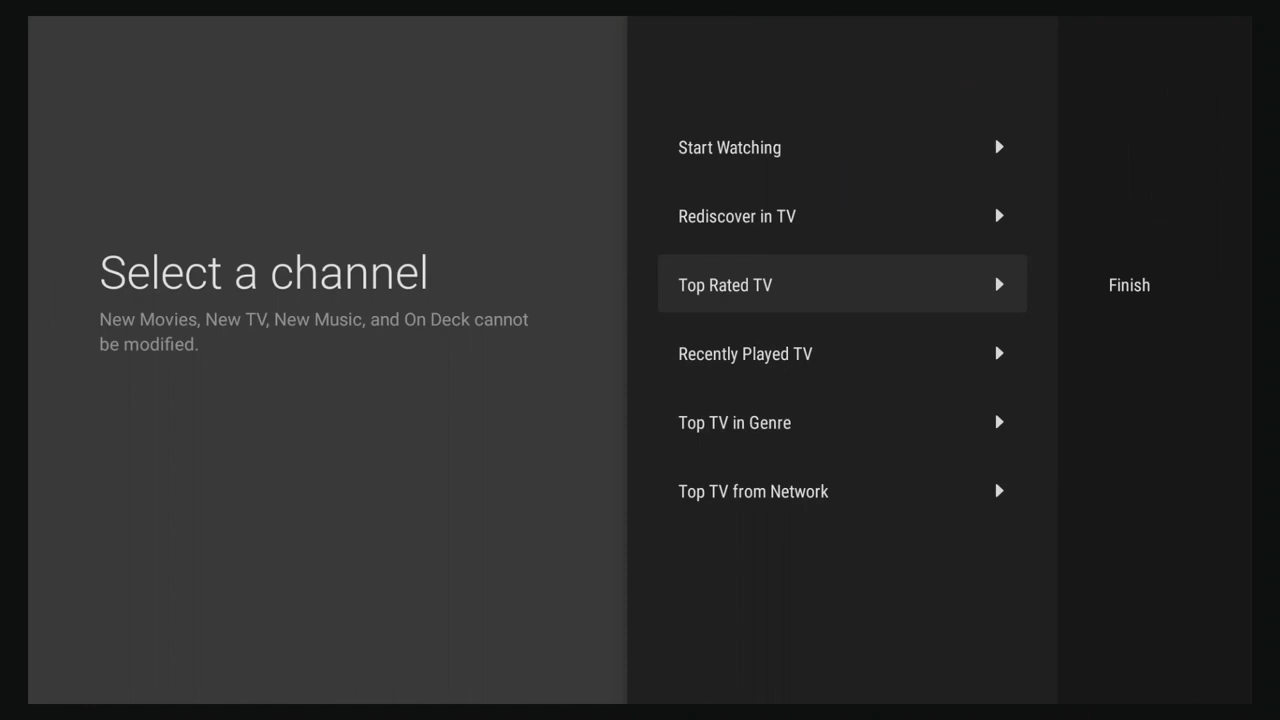 Select a channel
New Movies, New TV, New Music, and On Deck cannot
be modified.
Start Watching
Rediscover in TV
Top Rated TV
Recently Played TV
Top TV in Genre
Top TV from Network
Finish